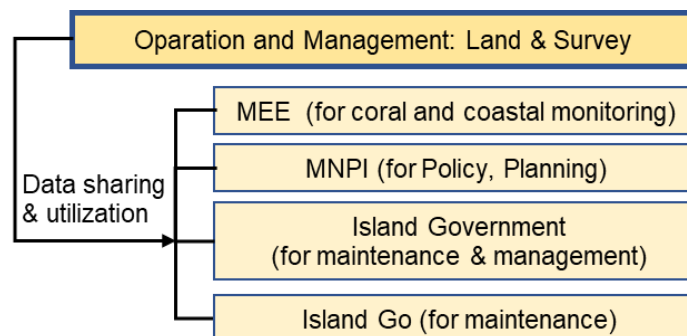 Oparation and Management: Land & Survey
MEE (for coral and coastal monitoring)
MNPI (for Policy, Planning)
Data sharing
& utilization
Island Government
(for maintenance & management)
Island Go (for maintenance)